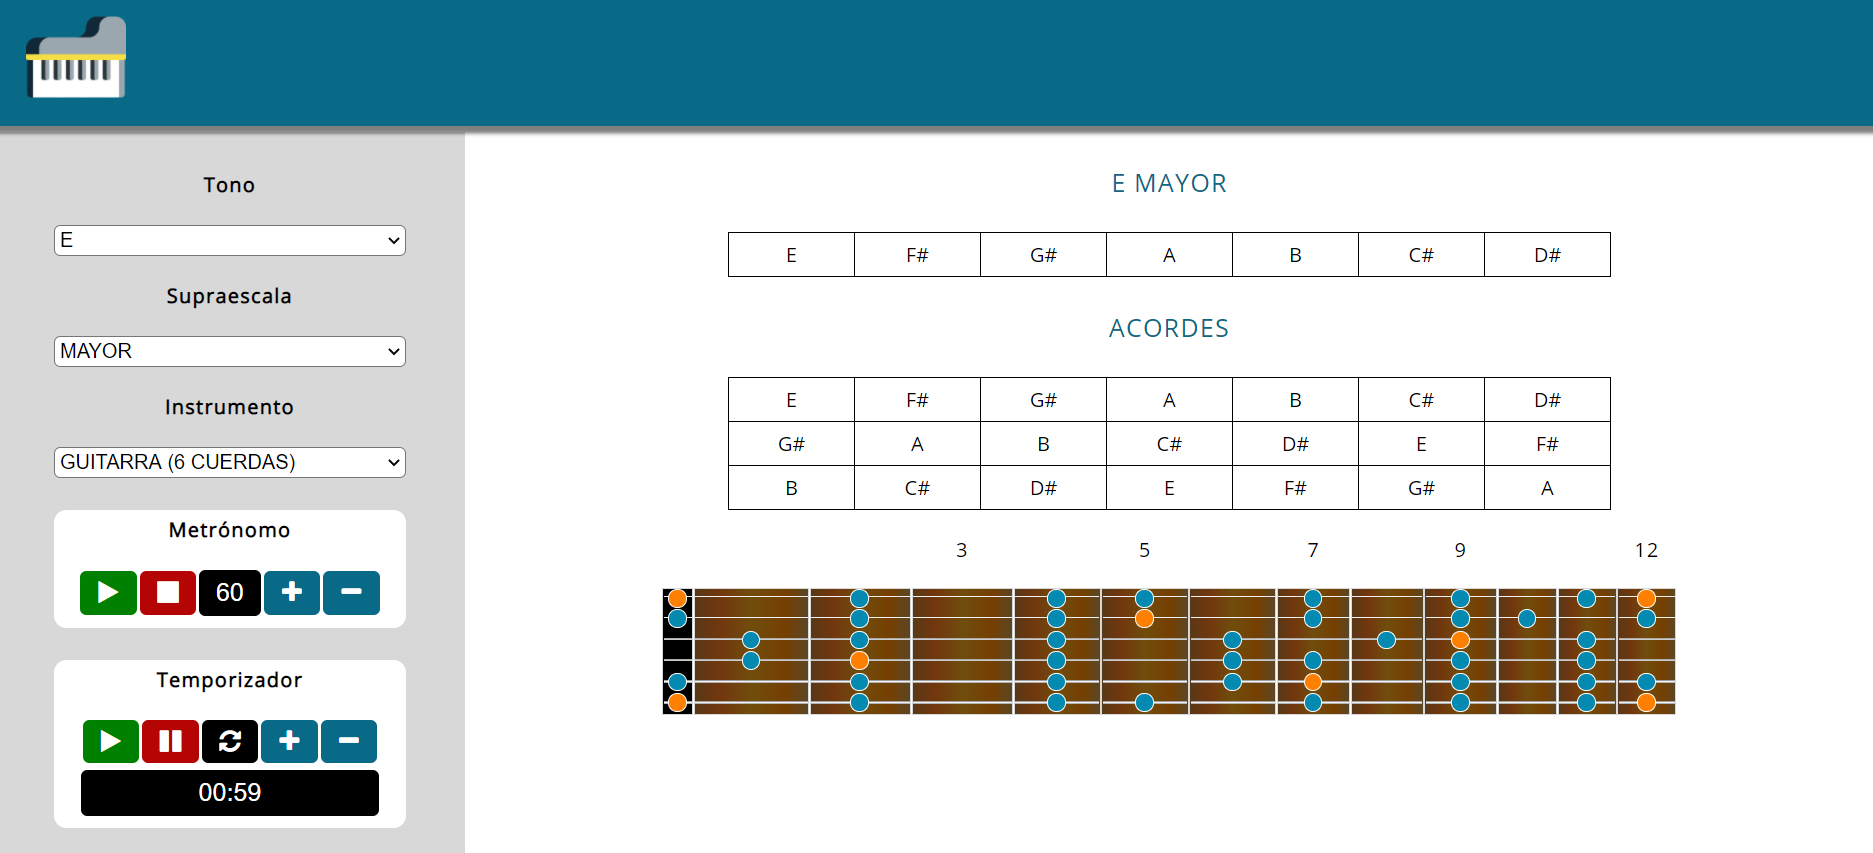 Tono
E
Supraescala
MAYOR
Instrumento
GUITARRA (6 CUERDAS)
Metrónomo
60
Temporizador
00:59
E MAYOR
E F# G# A B C# D#
ACORDES
E F# G# A B C# D#
G# A B C# D# E F#
B C# D# E F# G# A
3 5 7 9 12